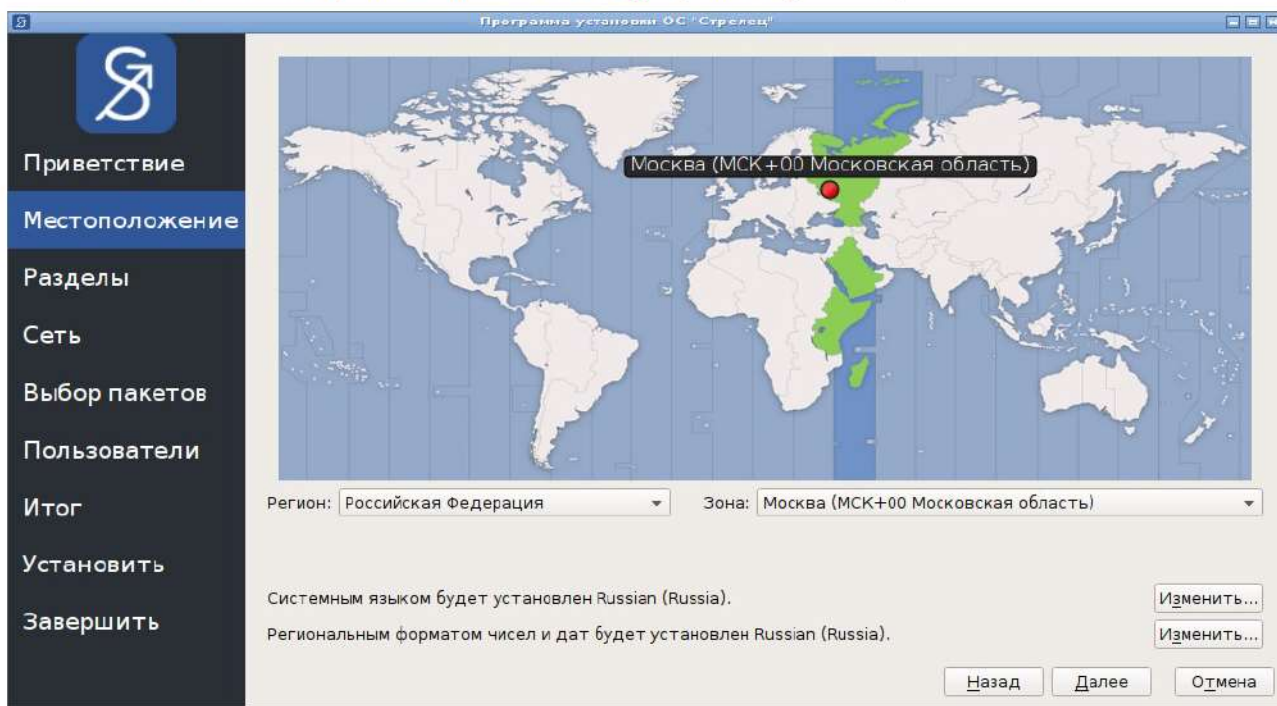 Программа установки ОС "Стрелец"
Приветствие
Местоположение
Разделы
Сеть
Выбор пакетов
Пользователи
Итог
Установить
Завершить
Москва (МСК+00 Московская область)
Регион: Российская Федерация Зона: Москва (МСК+00 Московская область)
Системным языком будет установлен Russian (Russia). Изменить...
Региональным форматом чисел и дат будет установлен Russian (Russia). Изменить...
Назад Далее Отмена